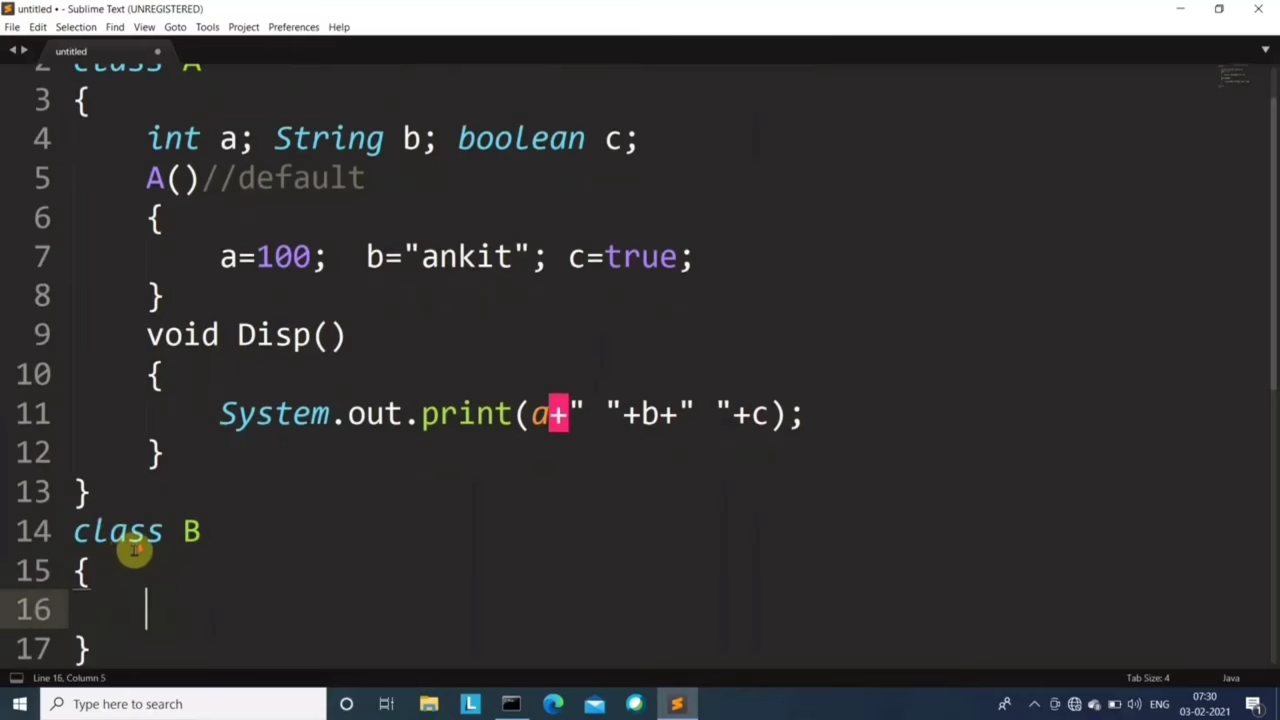 untitled • - Sublime Text (UNREGISTERED)
File Edit Selection Find View Goto Tools Project Preferences Help
untitled
2 class A
3 {
4 int a; String b; boolean c;
5 A()//default
6 {
7 a=100; b="ankit"; c=true;
8 }
9 void Disp()
10 {
11 System.out.print(a+" "+b+" "+c);
12 }
13 }
14 class B
15 {
16
17 }
Line 16, Column 5 Tab Size: 4 Java
Type here to search ENG 07:30
03-02-2021 1